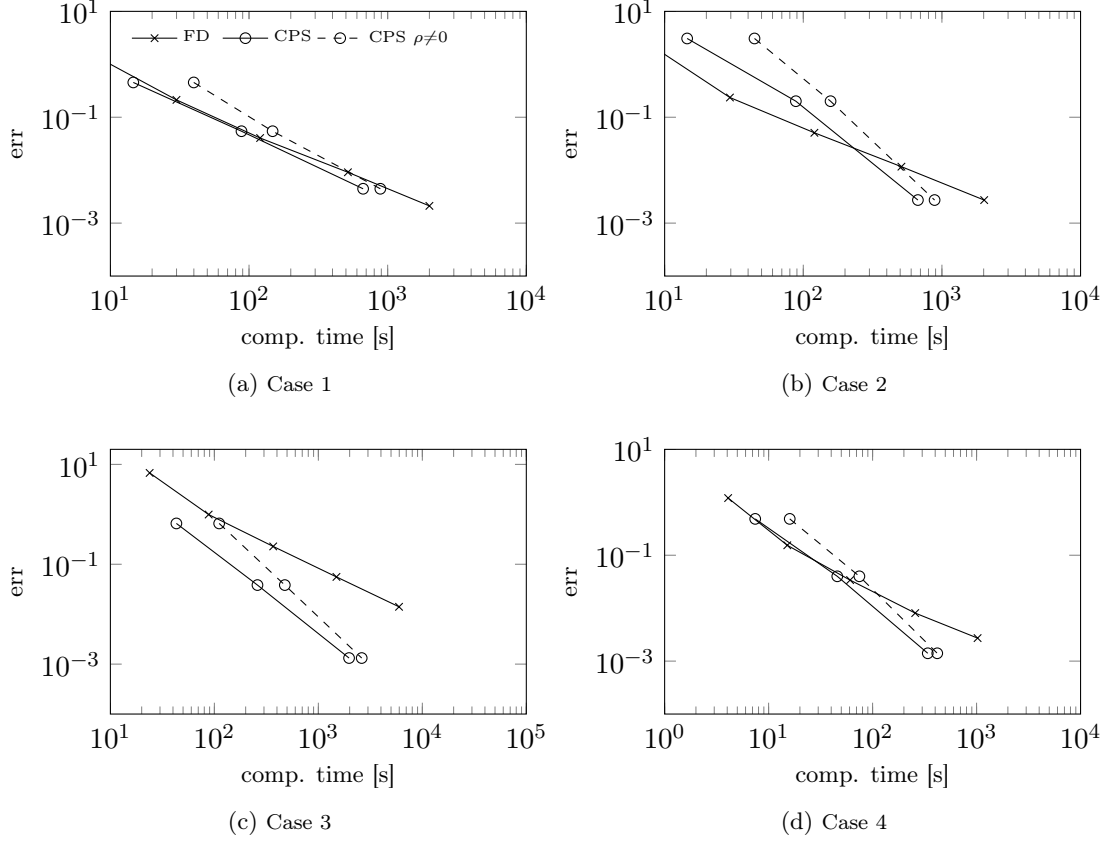 10^1
10^−1
10^−3
err
FD CPS CPS ρ≠0
10^1 10^2 10^3 10^4
comp. time [s]
(a) Case 1
10^1
10^−1
10^−3
err
10^1 10^2 10^3 10^4
comp. time [s]
(b) Case 2
10^1
10^−1
10^−3
err
10^1 10^2 10^3 10^4 10^5
comp. time [s]
(c) Case 3
10^1
10^−1
10^−3
err
10^0 10^1 10^2 10^3 10^4
comp. time [s]
(d) Case 4